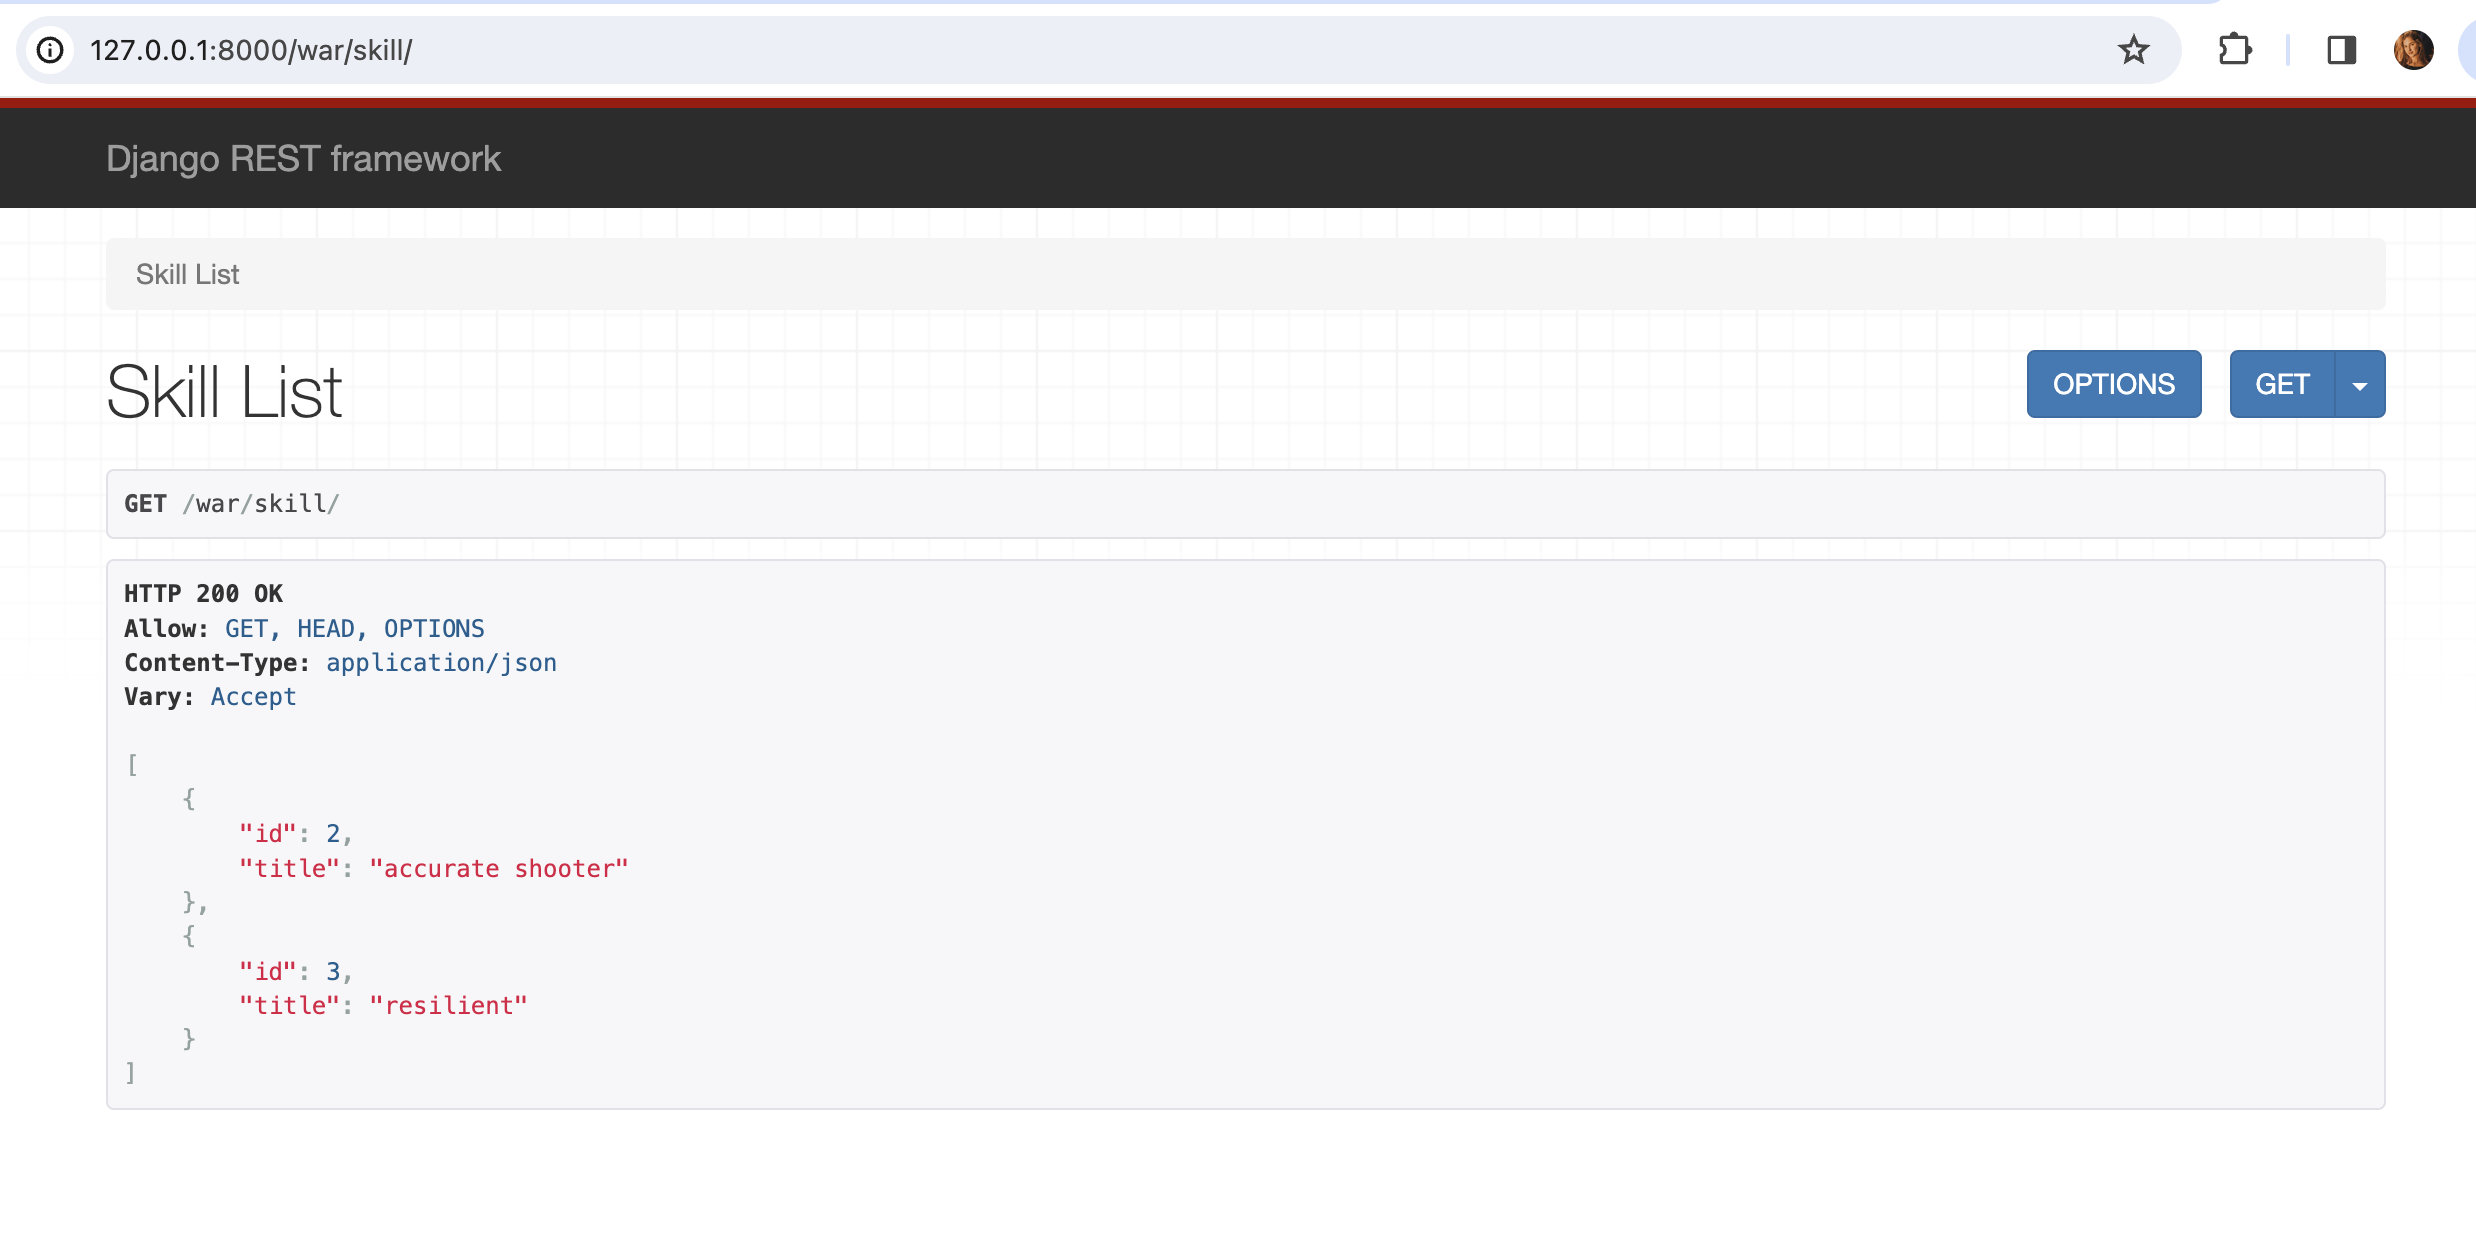 127.0.0.1:8000/war/skill/
Django REST framework
Skill List
Skill List
OPTIONS
GET
GET /war/skill/
HTTP 200 OK
Allow: GET, HEAD, OPTIONS
Content-Type: application/json
Vary: Accept
[
    {
        "id": 2,
        "title": "accurate shooter"
    },
    {
        "id": 3,
        "title": "resilient"
    }
]